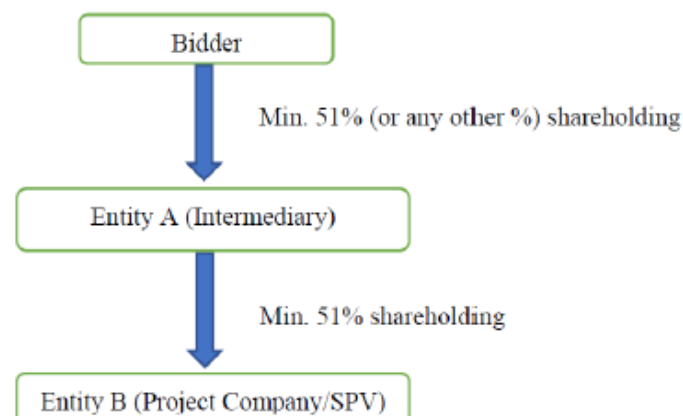 Bidder
Min. 51% (or any other %) shareholding
Entity A (Intermediary)
Min. 51% shareholding
Entity B (Project Company/SPV)